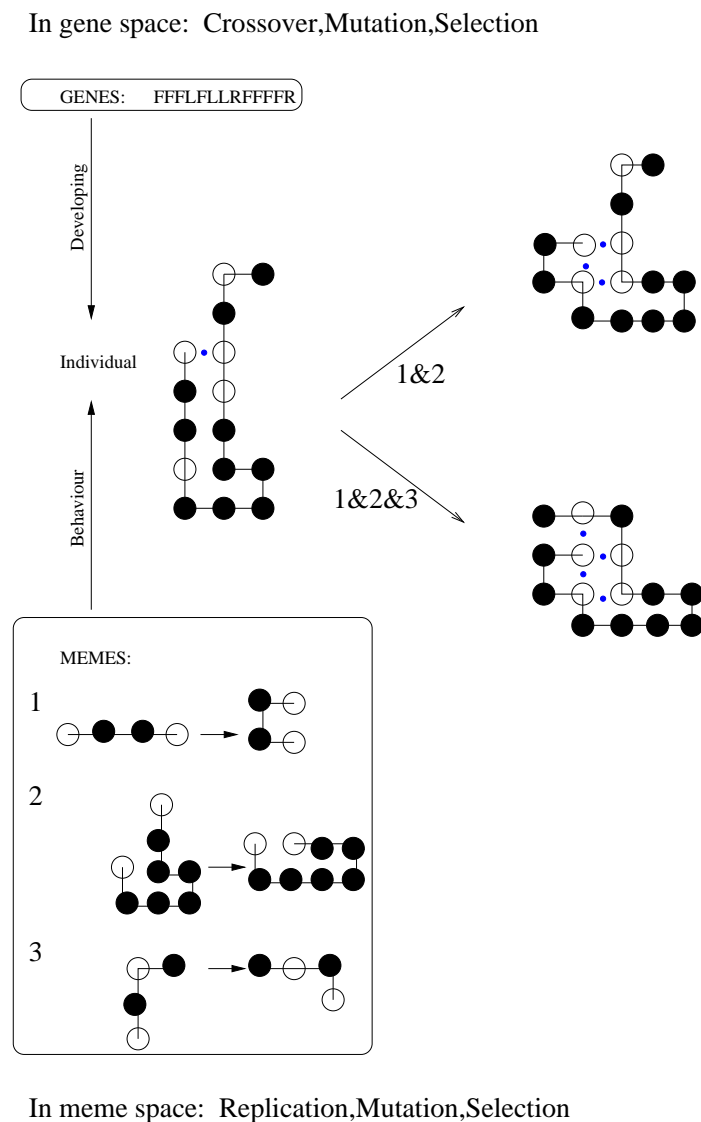 In gene space: Crossover,Mutation,Selection
GENES: FFFLFLLRFFFFR
Developing
Individual
Behaviour
1&2
1&2&3
MEMES:
1
2
3
In meme space: Replication,Mutation,Selection